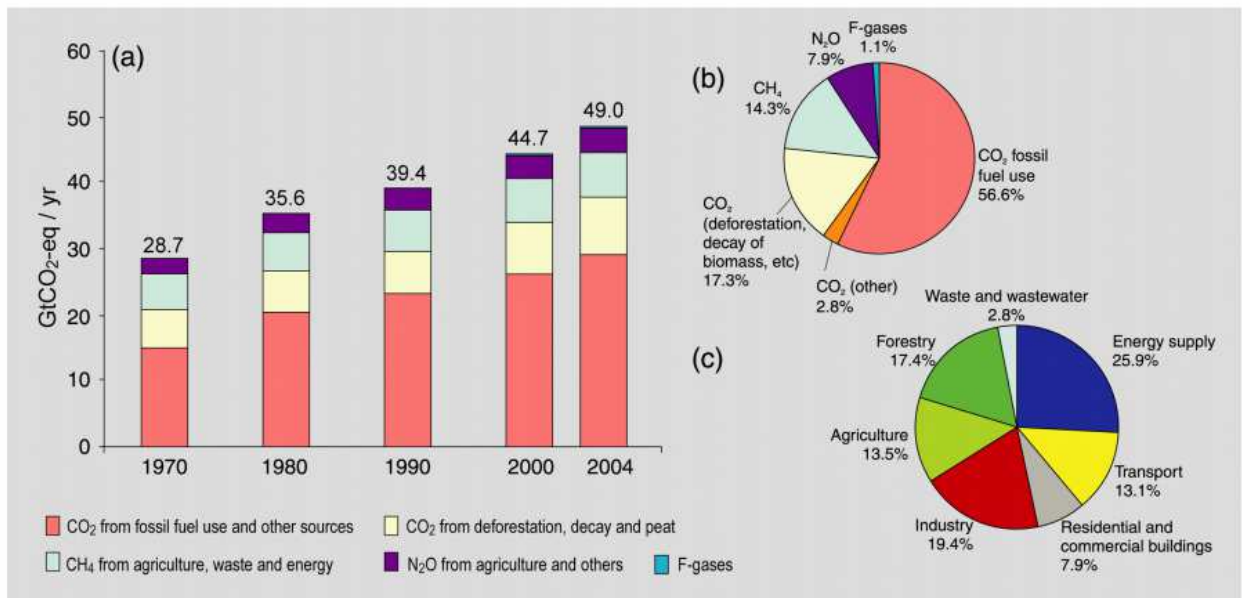 (a)
GtCO₂-eq / yr
60
50
40
30
20
10
0
28.7
35.6
39.4
44.7
49.0
1970
1980
1990
2000
2004
CO₂ from fossil fuel use and other sources
CO₂ from deforestation, decay and peat
CH₄ from agriculture, waste and energy
N₂O from agriculture and others
F-gases
(b)
F-gases
1.1%
N₂O
7.9%
CH₄
14.3%
CO₂ fossil
fuel use
56.6%
CO₂
(deforestation,
decay of
biomass, etc)
17.3%
CO₂ (other)
2.8%
(c)
Waste and wastewater
2.8%
Forestry
17.4%
Energy supply
25.9%
Agriculture
13.5%
Transport
13.1%
Industry
19.4%
Residential and
commercial buildings
7.9%